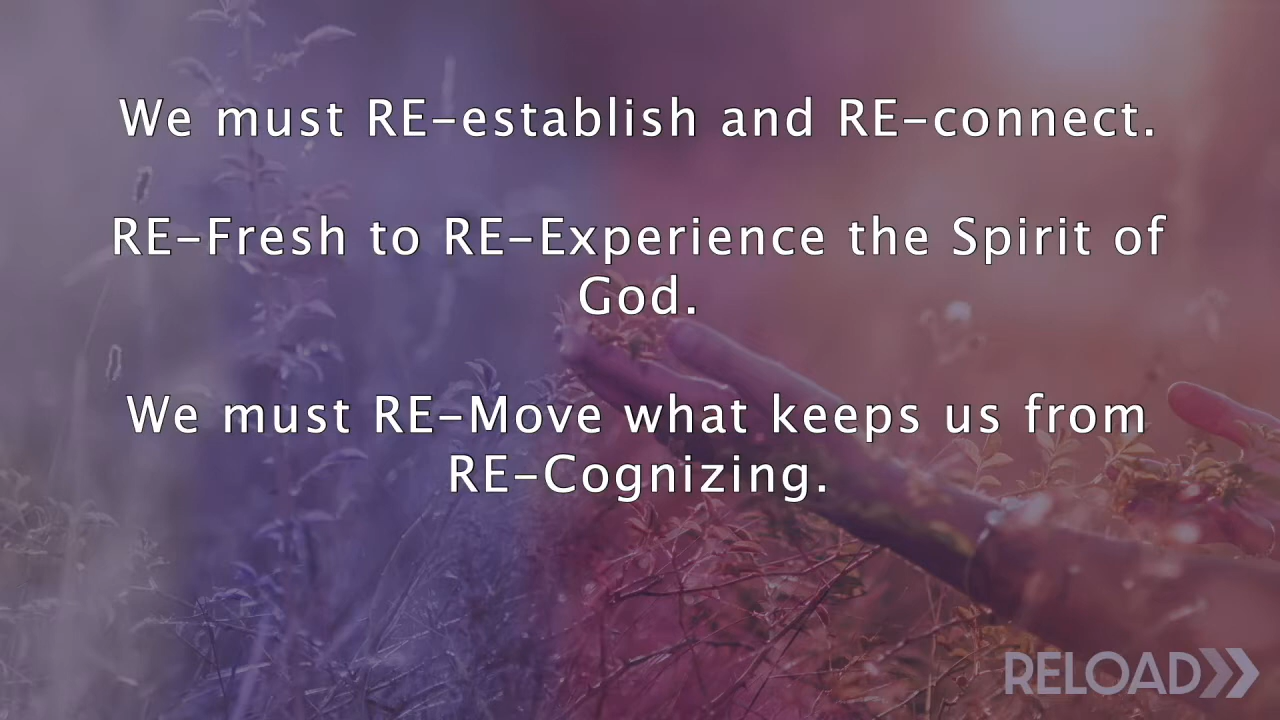 We must RE-establish and RE-connect.
RE-Fresh to RE-Experience the Spirit of
God.
We must RE-Move what keeps us from
RE-Cognizing.
RELOAD